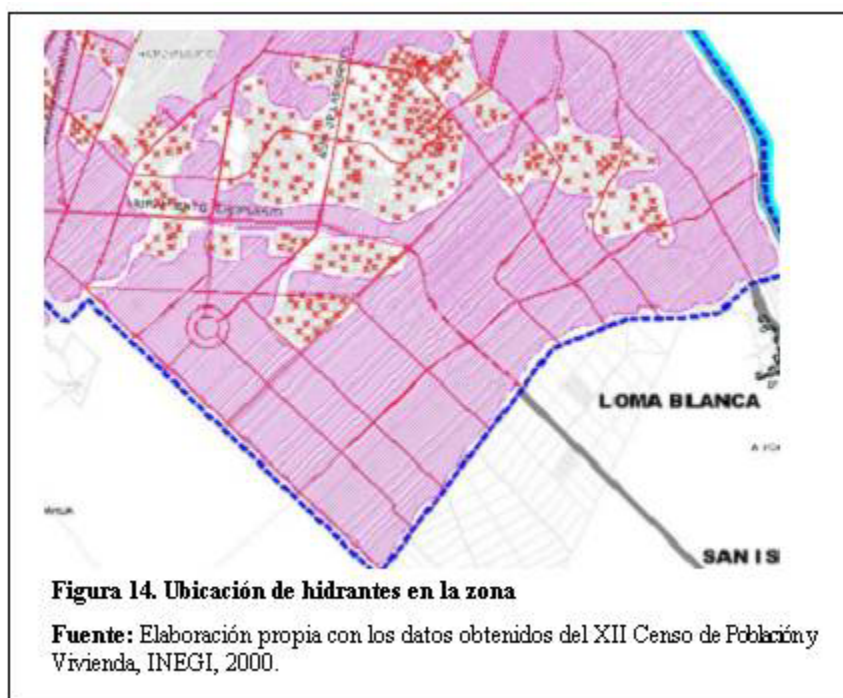 LOMA BLANCA
SAN IS
Figura 14. Ubicación de hidrantes en la zona
Fuente: Elaboración propia con los datos obtenidos del XII Censo de Población y
Vivienda, INEGI, 2000.